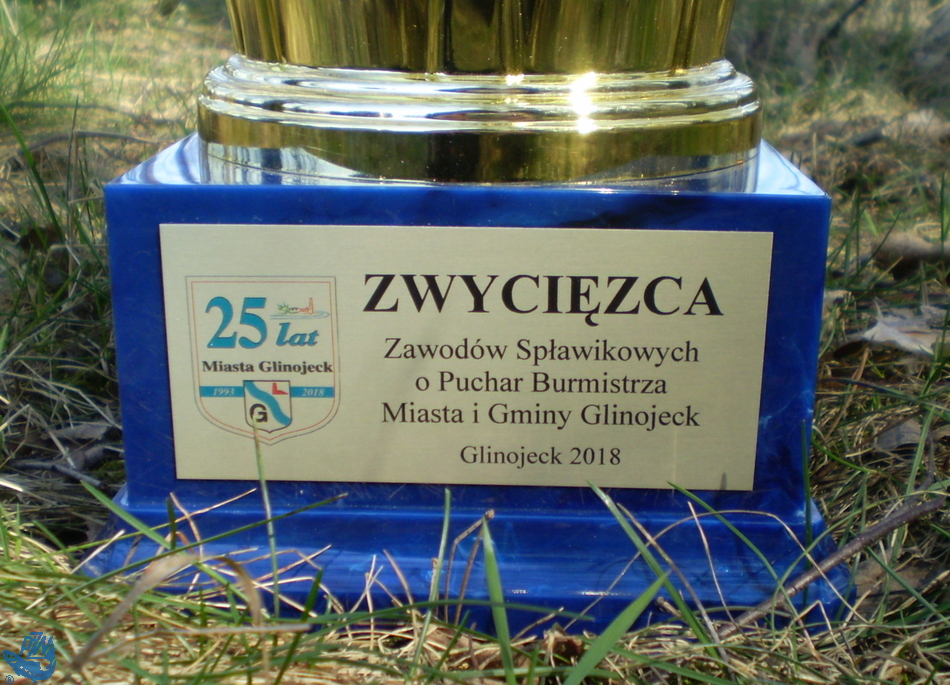 25 lat
Miasta Glinojeck
1993 2018
G
ZWYCIĘZCA
Zawodów Spławikowych
o Puchar Burmistrza
Miasta i Gminy Glinojeck
Glinojeck 2018